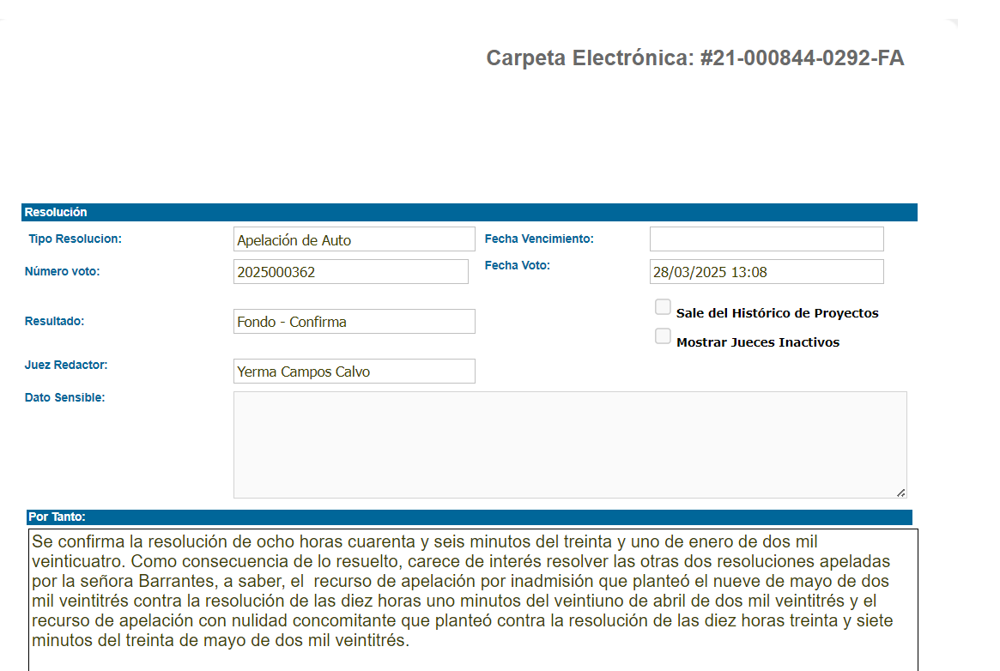 Carpeta Electrónica: #21-000844-0292-FA
Resolución
Tipo Resolucion: Apelación de Auto Fecha Vencimiento:
Número voto: 2025000362 Fecha Voto: 28/03/2025 13:08
Sale del Histórico de Proyectos
Resultado: Fondo - Confirma
Mostrar Jueces Inactivos
Juez Redactor: Yerma Campos Calvo
Dato Sensible:
Por Tanto:
Se confirma la resolución de ocho horas cuarenta y seis minutos del treinta y uno de enero de dos mil
veinticuatro. Como consecuencia de lo resuelto, carece de interés resolver las otras dos resoluciones apeladas
por la señora Barrantes, a saber, el  recurso de apelación por inadmisión que planteó el nueve de mayo de dos
mil veintitrés contra la resolución de las diez horas uno minutos del veintiuno de abril de dos mil veintitrés y el
recurso de apelación con nulidad concomitante que planteó contra la resolución de las diez horas treinta y siete
minutos del treinta de mayo de dos mil veintitrés.